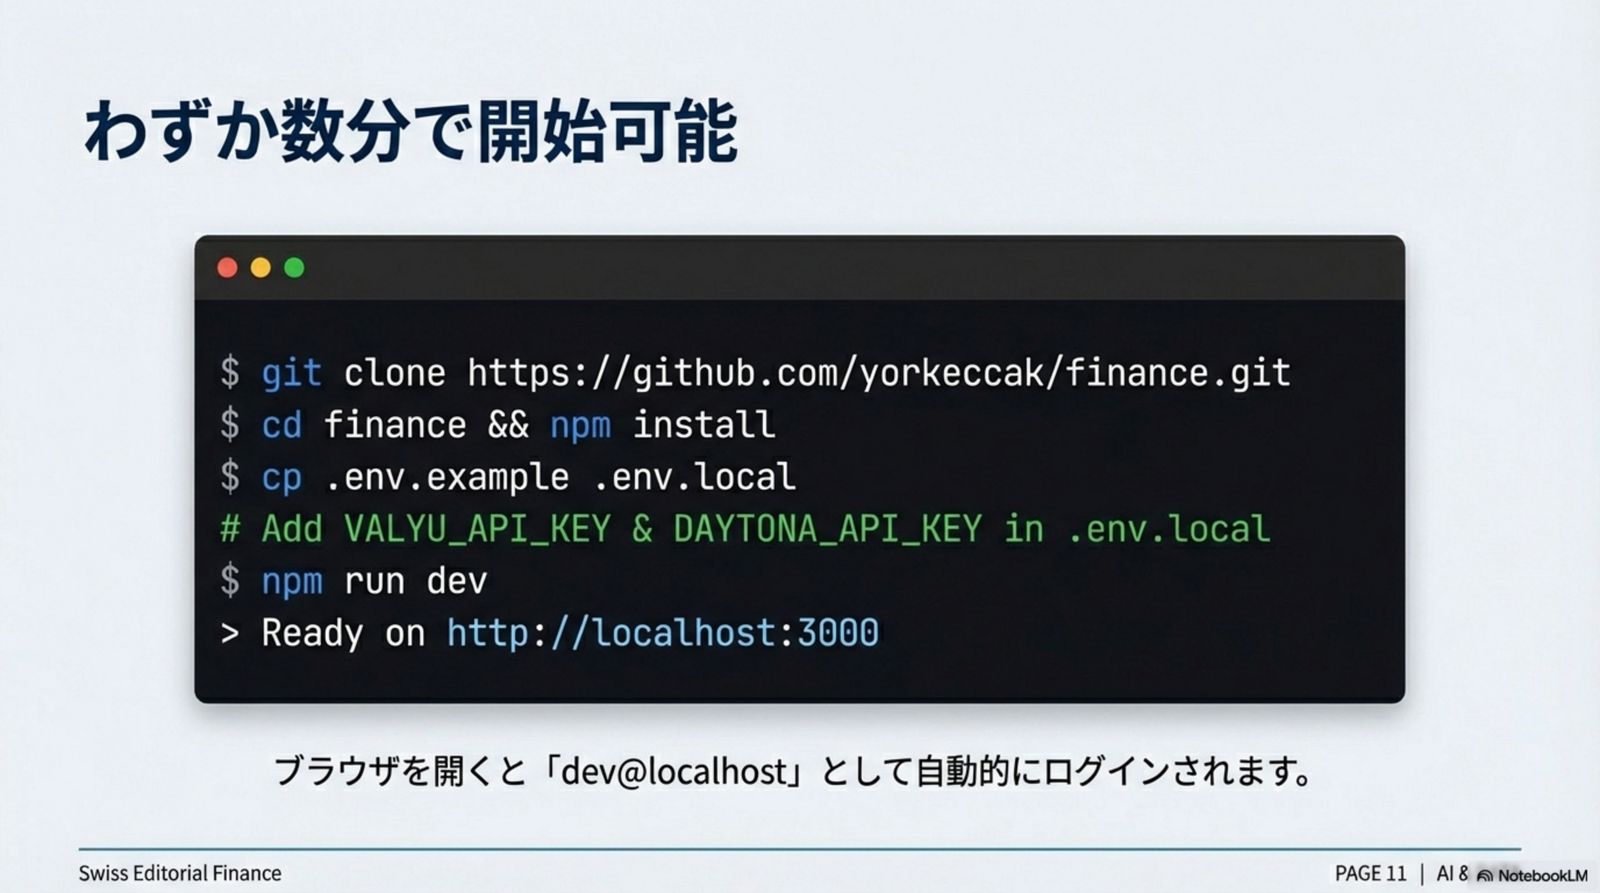 わずか数分で開始可能
$ git clone https://github.com/yorkeccak/finance.git
$ cd finance && npm install
$ cp .env.example .env.local
# Add VALYU_API_KEY & DAYTONA_API_KEY in .env.local
$ npm run dev
> Ready on http://localhost:3000
ブラウザを開くと「dev@localhost」として自動的にログインされます。
Swiss Editorial Finance
PAGE 11 | AI &
NotebookLM